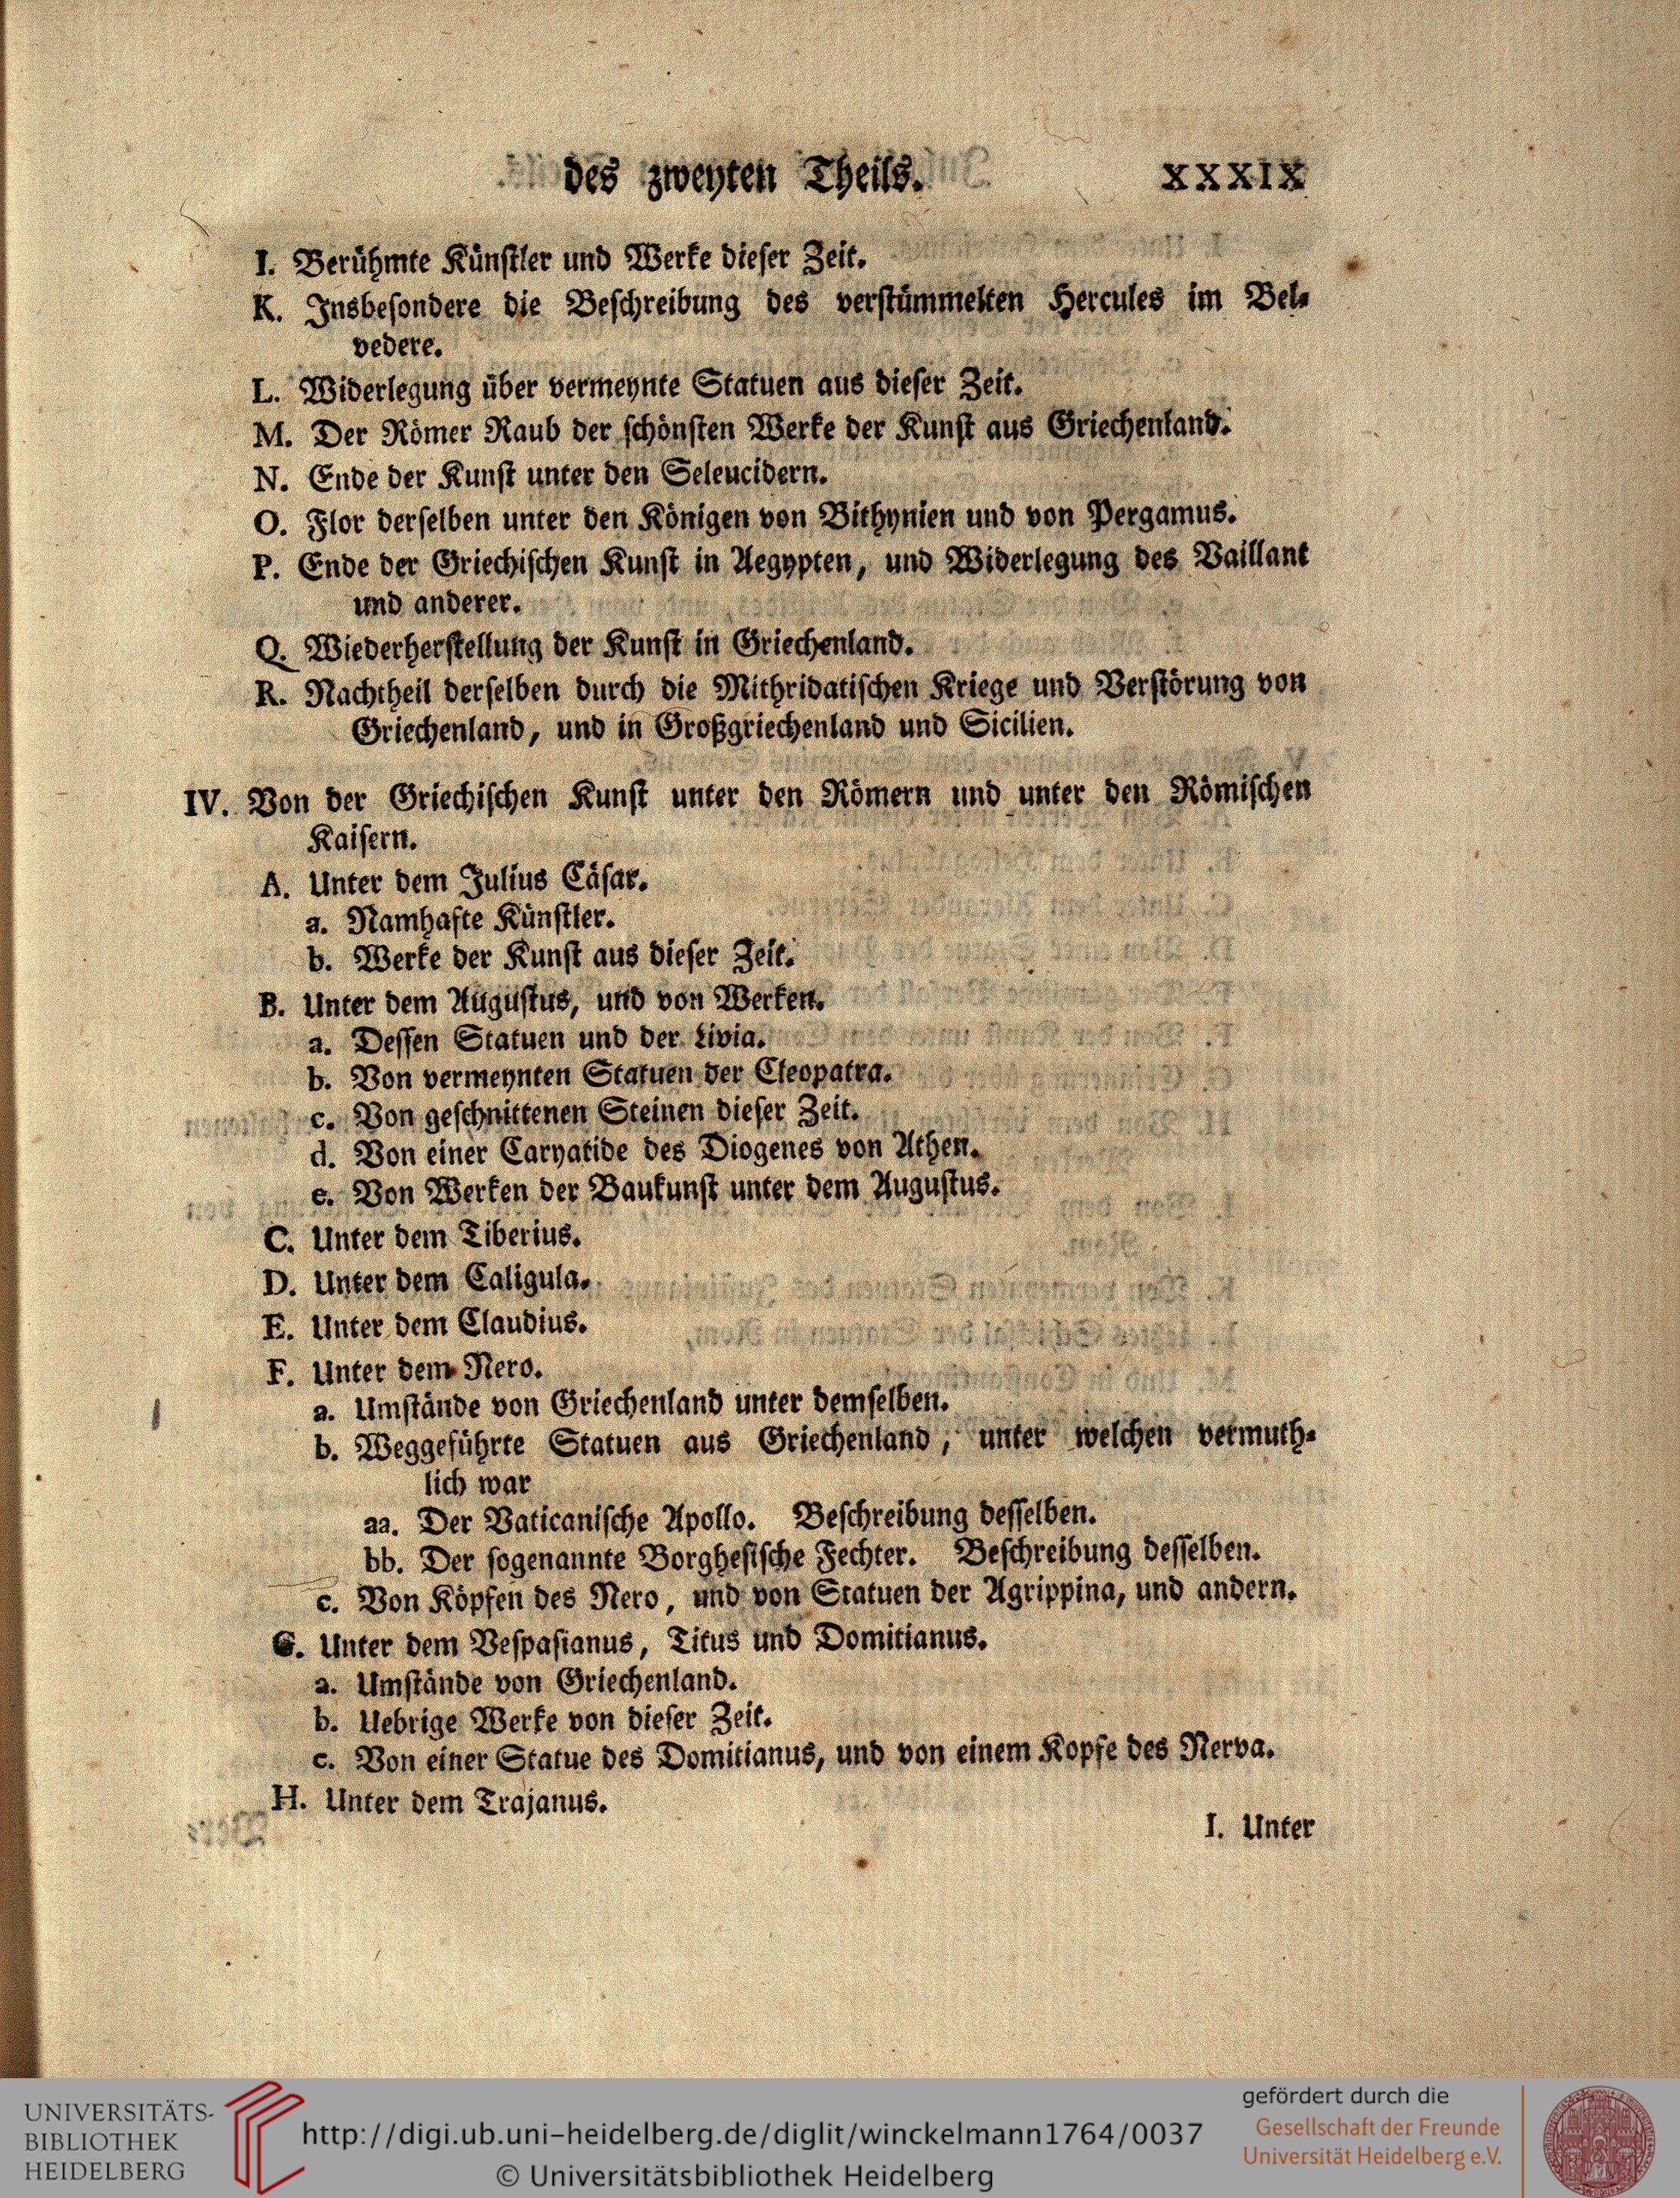 des zweyten Theils. XXXIX
I. Berühmte Künstler und Werke dieser Zeit.
K. Insbesondere die Beschreibung des verstümmelten Hercules im Bel-
vedere.
L. Widerlegung über vermeynte Statuen aus dieser Zeit.
M. Der Römer Raub der schönsten Werke der Kunst aus Griechenland.
N. Ende der Kunst unter den Seleucidern.
O. Flor derselben unter den Königen von Bithynien und von Pergamus.
P. Ende der Griechischen Kunst in Aegypten, und Widerlegung des Vaillant
und anderer.
Q. Wiederherstellung der Kunst in Griechenland.
R. Nachtheil derselben durch die Mithridatischen Kriege und Verstörung von
Griechenland, und in Großgriechenland und Sicilien.
IV. Von der Griechischen Kunst unter den Römern und unter den Römischen
Kaisern.
A. Unter dem Julius Cäsar.
a. Namhafte Künstler.
b. Werke der Kunst aus dieser Zeit.
B. Unter dem Augustus, und von Werken.
a. Dessen Statuen und der Livia.
b. Von vermeynten Statuen der Cleopatra.
c. Von geschnittenen Steinen dieser Zeit.
d. Von einer Caryatide des Diogenes von Athen.
e. Von Werken der Baukunst unter dem Augustus.
C. Unter dem Tiberius.
D. Unter dem Caligula.
E. Unter dem Claudius.
F. Unter dem Nero.
a. Umstände von Griechenland unter demselben.
b. Weggeführte Statuen aus Griechenland, unter welchen vermuth-
lich war
aa. Der Vaticanische Apollo. Beschreibung desselben.
bb. Der sogenannte Borghesische Fechter. Beschreibung desselben.
c. Von Köpfen des Nero, und von Statuen der Agrippina, und andern.
G. Unter dem Vespasianus, Titus und Domitianus.
a. Umstände von Griechenland.
b. Uebrige Werke von dieser Zeit.
c. Von einer Statue des Domitianus, und von einem Kopfe des Nerva.
H. Unter dem Trajanus.
I. Unter
UNIVERSITÄTS-
BIBLIOTHEK
HEIDELBERG
http://digi.ub.uni-heidelberg.de/diglit/winckelmann1764/0037
© Universitätsbibliothek Heidelberg
gefördert durch die
Gesellschaft der Freunde
Universität Heidelberg e.V.